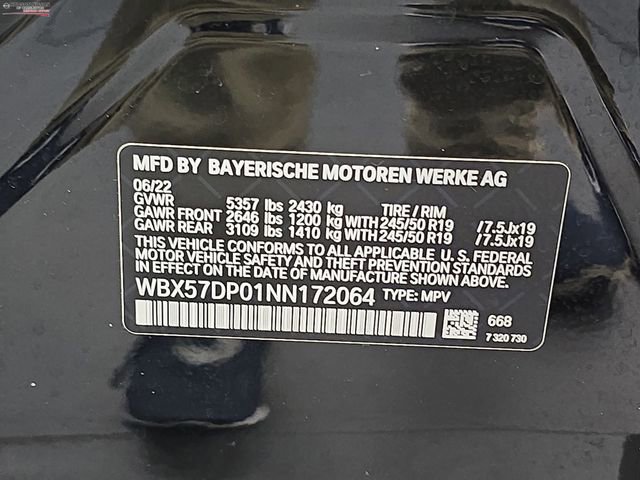 MFD BY BAYERISCHE MOTOREN WERKE AG
06/22
GVWR 5357 lbs 2430 kg TIRE / RIM
GAWR FRONT 2646 lbs 1200 kg WITH 245/50 R19 /7.5Jx19
GAWR REAR 3109 lbs 1410 kg WITH 245/50 R19 /7.5Jx19
THIS VEHICLE CONFORMS TO ALL APPLICABLE U. S. FEDERAL
MOTOR VEHICLE SAFETY AND THEFT PREVENTION STANDARDS
IN EFFECT ON THE DATE OF MANUFACTURE SHOWN ABOVE.
WBX57DP01NN172064 TYPE: MPV
668
7 320 730